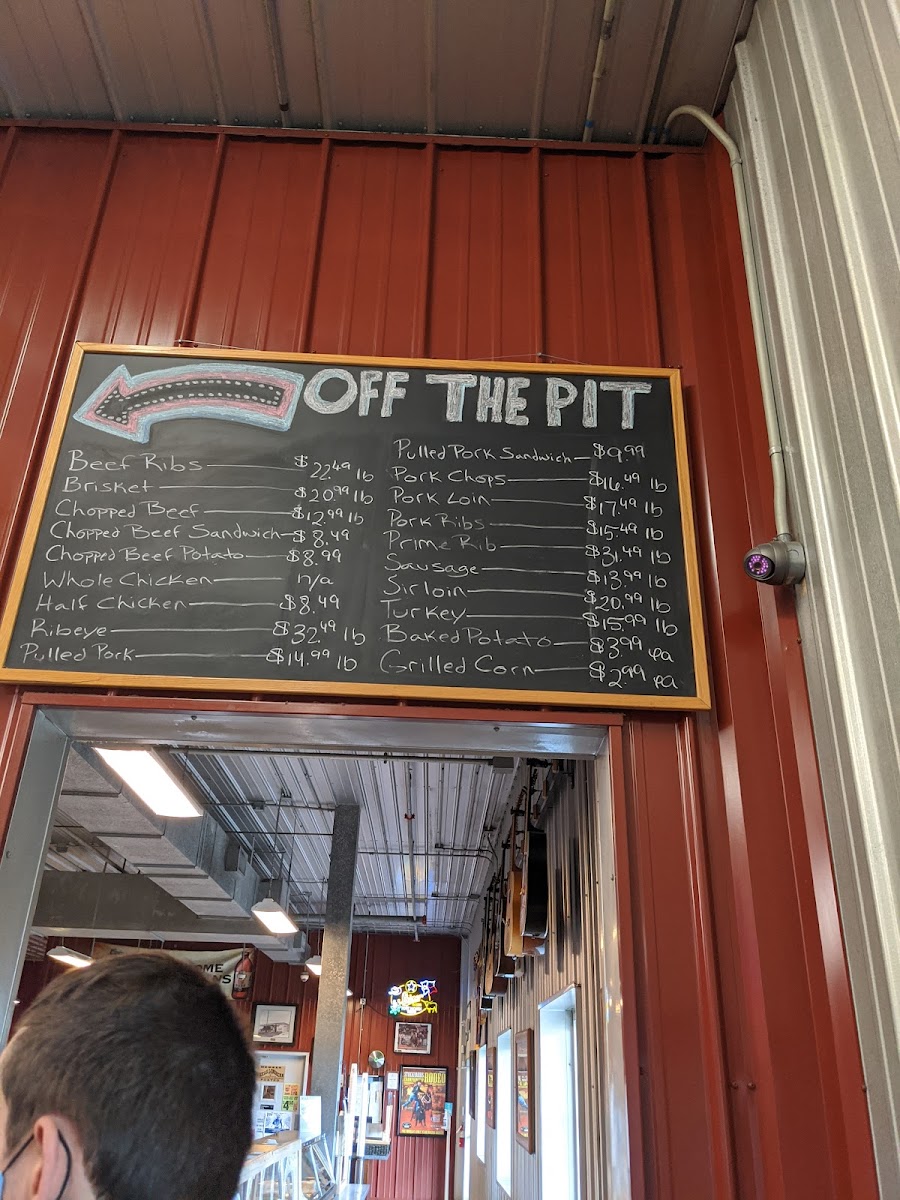 OFF THE PIT
Beef Ribs $22.49 lb
Brisket $20.99 lb
Chopped Beef $12.99 lb
Chopped Beef Sandwich $8.49
Chopped Beef Potato $8.99
Whole Chicken n/a
Half Chicken $8.49
Ribeye $32.49 lb
Pulled Pork $14.99 lb
Pulled Pork Sandwich $9.99
Pork Chops $16.49 lb
Pork Loin $17.49 lb
Pork Ribs $15.49 lb
Prime Rib $31.49 lb
Sausage $13.99 lb
Sirloin $20.99 lb
Turkey $15.99 lb
Baked Potato $3.99 ea
Grilled Corn $2.99 ea
RODEO